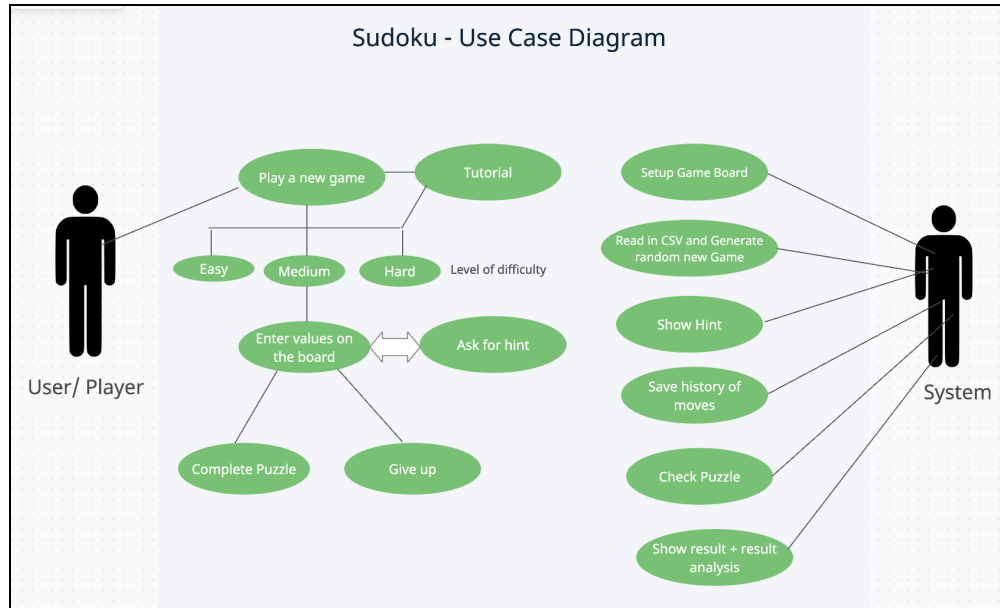 Sudoku - Use Case Diagram
Play a new game
Tutorial
Easy
Medium
Hard
Level of difficulty
Enter values on
the board
Ask for hint
Complete Puzzle
Give up
User/ Player
Setup Game Board
Read in CSV and Generate
random new Game
Show Hint
Save history of
moves
Check Puzzle
Show result + result
analysis
System